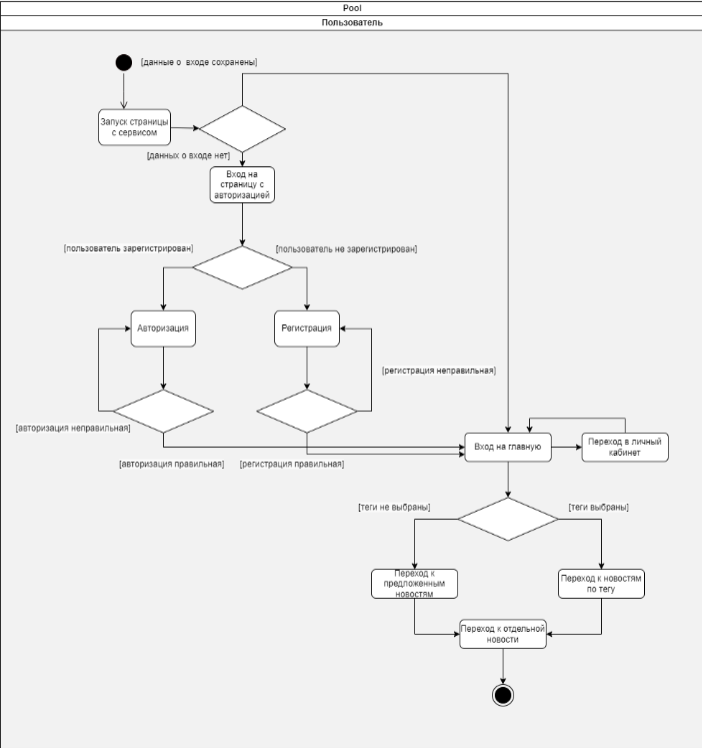 Pool
Пользователь
[данные о входе сохранены]
Запуск страницы
с сервисом
[данных о входе нет]
Вход на
страницу с
авторизацией
[пользователь зарегистрирован]
[пользователь не зарегистрирован]
Авторизация
Регистрация
[регистрация неправильная]
[авторизация неправильная]
Вход на главную
Переход в личный
кабинет
[авторизация правильная]
[регистрация правильная]
[теги не выбраны]
[теги выбраны]
Переход к
предложенным
новостям
Переход к новостям
по тегу
Переход к отдельной
новости